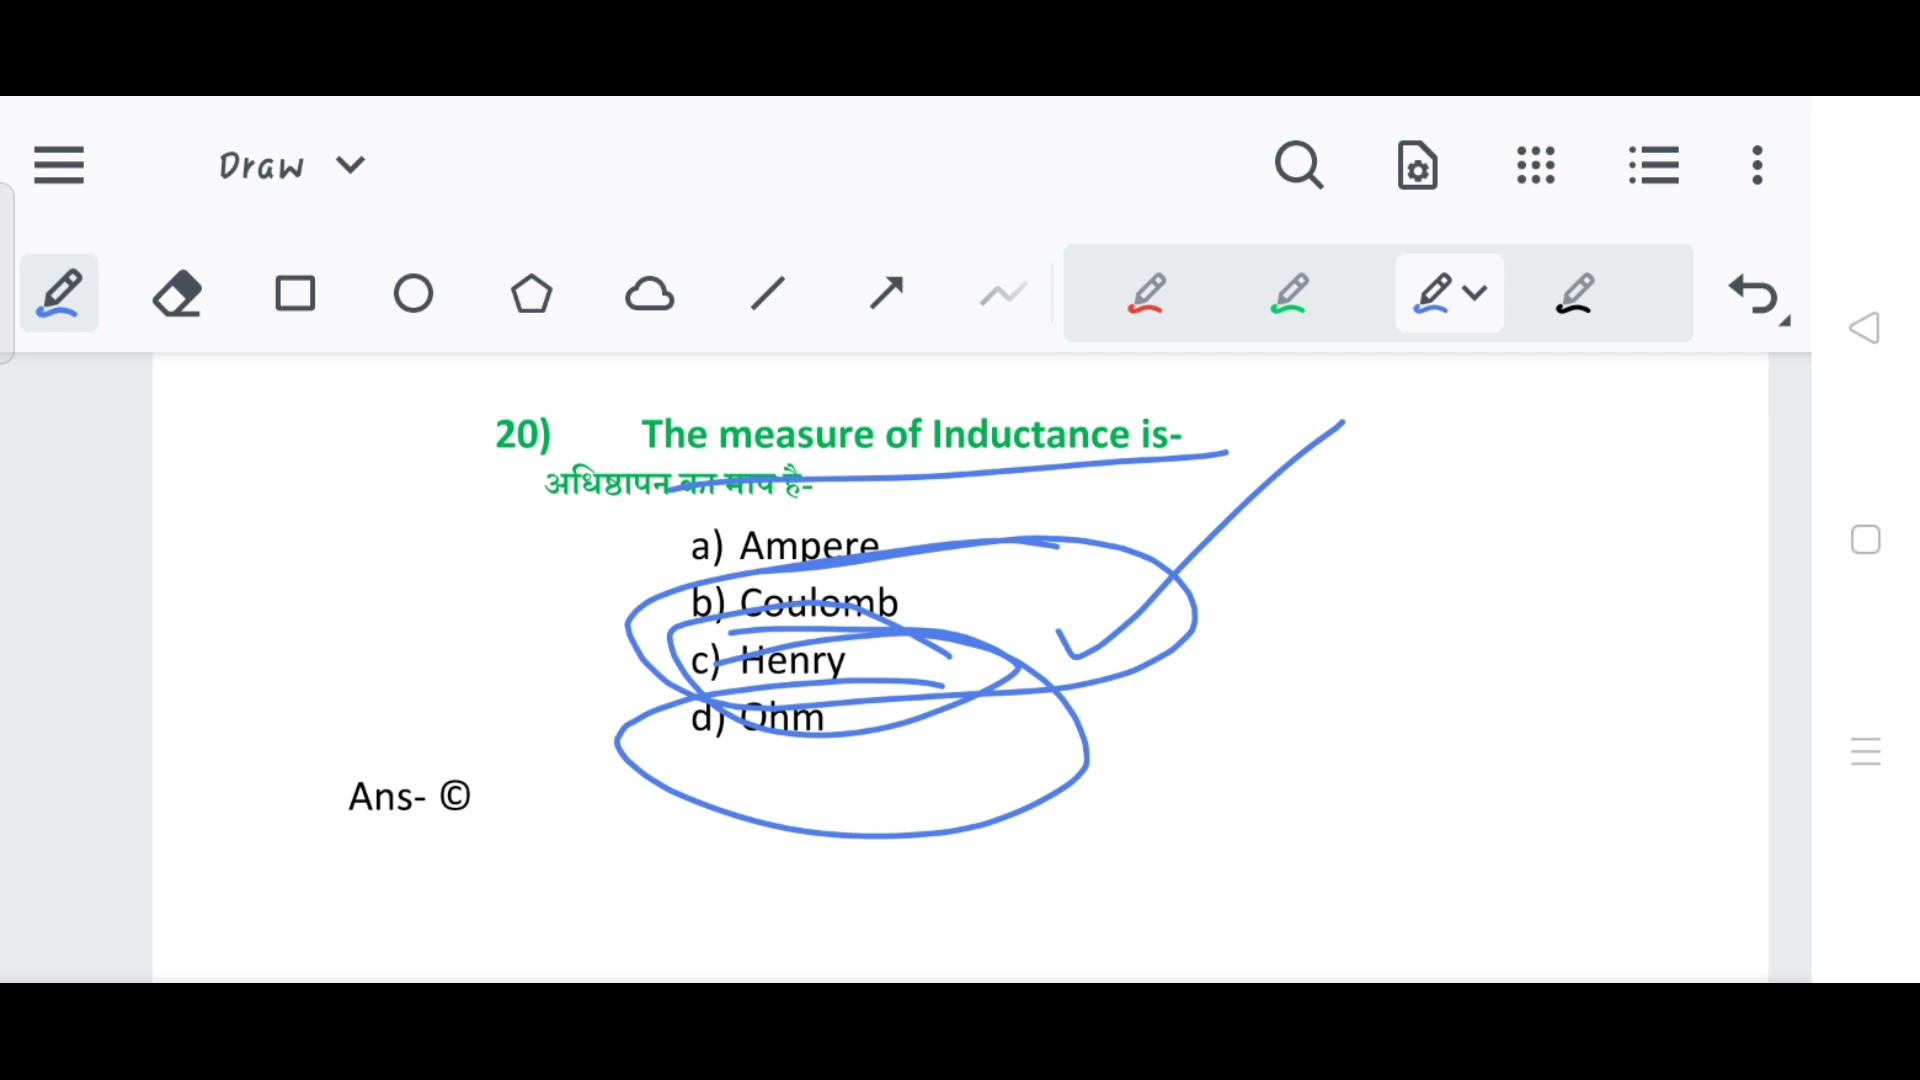 Draw
20) The measure of Inductance is-
अधिष्ठापन का माप है-
a) Ampere
b) Coulomb
c) Henry
d) Ohm
Ans- ©